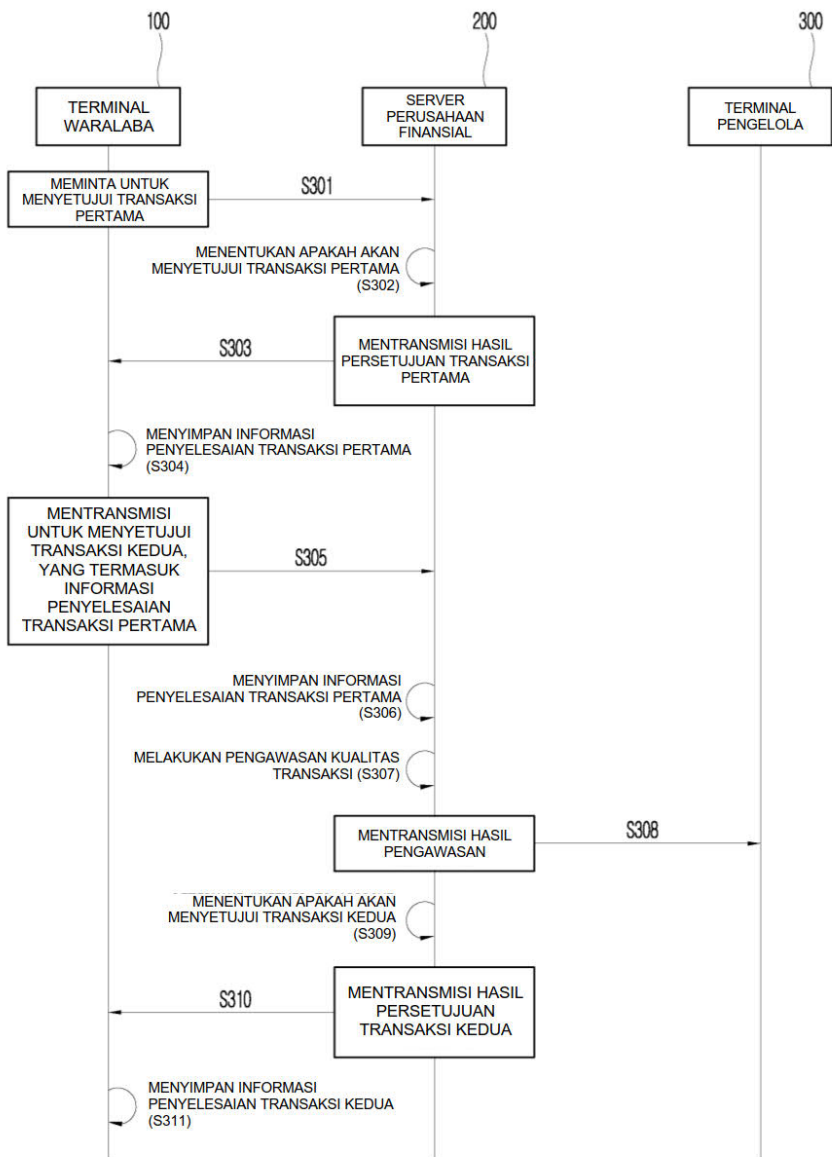 100
200
300
TERMINAL
WARALABA
SERVER
PERUSAHAAN
FINANSIAL
TERMINAL
PENGELOLA
MEMINTA UNTUK
MENYETUJUI TRANSAKSI
PERTAMA
S301
MENENTUKAN APAKAH AKAN
MENYETUJUI TRANSAKSI PERTAMA
(S302)
S303
MENTRANSMISI HASIL
PERSETUJUAN TRANSAKSI
PERTAMA
MENYIMPAN INFORMASI
PENYELESAIAN TRANSAKSI PERTAMA
(S304)
MENTRANSMISI
UNTUK MENYETUJUI
TRANSAKSI KEDUA,
YANG TERMASUK
INFORMASI
PENYELESAIAN
TRANSAKSI PERTAMA
S305
MENYIMPAN INFORMASI
PENYELESAIAN TRANSAKSI PERTAMA
(S306)
MELAKUKAN PENGAWASAN KUALITAS
TRANSAKSI (S307)
MENTRANSMISI HASIL
PENGAWASAN
S308
MENENTUKAN APAKAH AKAN
MENYETUJUI TRANSAKSI KEDUA
(S309)
S310
MENTRANSMISI HASIL
PERSETUJUAN
TRANSAKSI KEDUA
MENYIMPAN INFORMASI
PENYELESAIAN TRANSAKSI KEDUA
(S311)